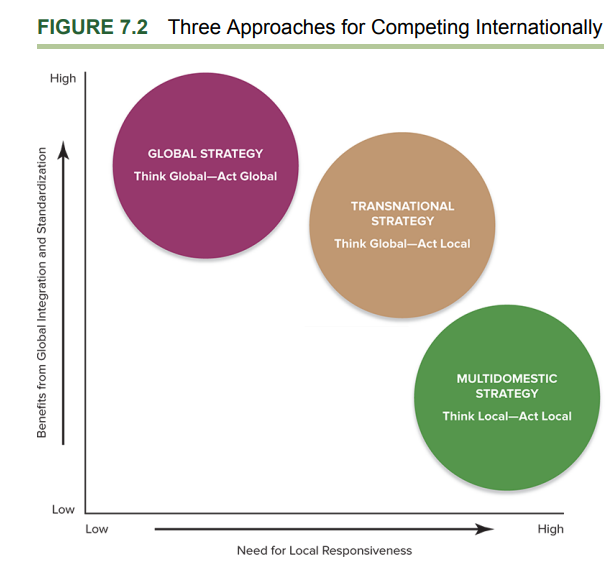 FIGURE 7.2 Three Approaches for Competing Internationally
High
Benefits from Global Integration and Standardization
GLOBAL STRATEGY
Think Global—Act Global
TRANSNATIONAL
STRATEGY
Think Global—Act Local
MULTIDOMESTIC
STRATEGY
Think Local—Act Local
Low
Low
High
Need for Local Responsiveness